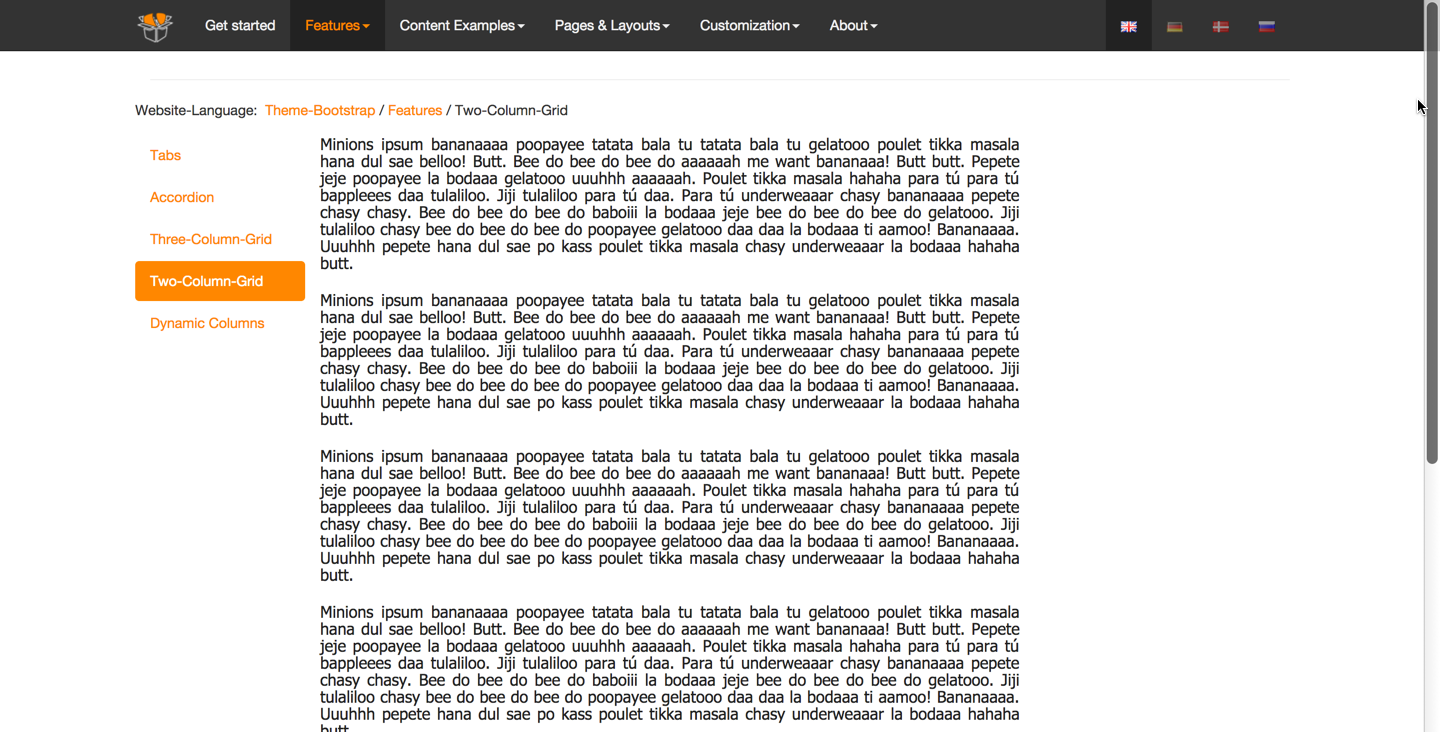 Get started Features Content Examples Pages & Layouts Customization About
Website-Language: Theme-Bootstrap / Features / Two-Column-Grid
Tabs
Accordion
Three-Column-Grid
Two-Column-Grid
Dynamic Columns
Minions ipsum bananaaaa poopayee tatata bala tu tatata bala tu gelatooo poulet tikka masala
hana dul sae belloo! Butt. Bee do bee do bee do aaaaaah me want bananaaa! Butt butt. Pepete
jeje poopayee la bodaaa gelatooo uuuhhh aaaaaah. Poulet tikka masala hahaha para tú para tú
bappleees daa tulaliloo. Jiji tulaliloo para tú daa. Para tú underweaaar chasy bananaaaa pepete
chasy chasy. Bee do bee do bee do baboiii la bodaaa jeje bee do bee do bee do gelatooo. Jiji
tulaliloo chasy bee do bee do bee do poopayee gelatooo daa daa la bodaaa ti aamoo! Bananaaaa.
Uuuhhh pepete hana dul sae po kass poulet tikka masala chasy underweaaar la bodaaa hahaha
butt.
Minions ipsum bananaaaa poopayee tatata bala tu tatata bala tu gelatooo poulet tikka masala
hana dul sae belloo! Butt. Bee do bee do bee do aaaaaah me want bananaaa! Butt butt. Pepete
jeje poopayee la bodaaa gelatooo uuuhhh aaaaaah. Poulet tikka masala hahaha para tú para tú
bappleees daa tulaliloo. Jiji tulaliloo para tú daa. Para tú underweaaar chasy bananaaaa pepete
chasy chasy. Bee do bee do bee do baboiii la bodaaa jeje bee do bee do bee do gelatooo. Jiji
tulaliloo chasy bee do bee do bee do poopayee gelatooo daa daa la bodaaa ti aamoo! Bananaaaa.
Uuuhhh pepete hana dul sae po kass poulet tikka masala chasy underweaaar la bodaaa hahaha
butt.
Minions ipsum bananaaaa poopayee tatata bala tu tatata bala tu gelatooo poulet tikka masala
hana dul sae belloo! Butt. Bee do bee do bee do aaaaaah me want bananaaa! Butt butt. Pepete
jeje poopayee la bodaaa gelatooo uuuhhh aaaaaah. Poulet tikka masala hahaha para tú para tú
bappleees daa tulaliloo. Jiji tulaliloo para tú daa. Para tú underweaaar chasy bananaaaa pepete
chasy chasy. Bee do bee do bee do baboiii la bodaaa jeje bee do bee do bee do gelatooo. Jiji
tulaliloo chasy bee do bee do bee do poopayee gelatooo daa daa la bodaaa ti aamoo! Bananaaaa.
Uuuhhh pepete hana dul sae po kass poulet tikka masala chasy underweaaar la bodaaa hahaha
butt.
Minions ipsum bananaaaa poopayee tatata bala tu tatata bala tu gelatooo poulet tikka masala
hana dul sae belloo! Butt. Bee do bee do bee do aaaaaah me want bananaaa! Butt butt. Pepete
jeje poopayee la bodaaa gelatooo uuuhhh aaaaaah. Poulet tikka masala hahaha para tú para tú
bappleees daa tulaliloo. Jiji tulaliloo para tú daa. Para tú underweaaar chasy bananaaaa pepete
chasy chasy. Bee do bee do bee do baboiii la bodaaa jeje bee do bee do bee do gelatooo. Jiji
tulaliloo chasy bee do bee do bee do poopayee gelatooo daa daa la bodaaa ti aamoo! Bananaaaa.
Uuuhhh pepete hana dul sae po kass poulet tikka masala chasy underweaaar la bodaaa hahaha
butt.